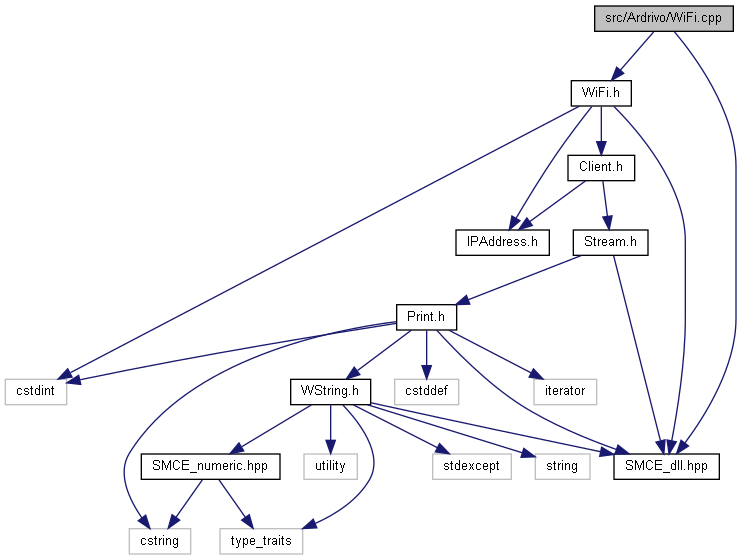 src/Ardrivo/WiFi.cpp
WiFi.h
Client.h
IPAddress.h
Stream.h
Print.h
cstdint
WString.h
cstddef
iterator
SMCE_numeric.hpp
utility
stdexcept
string
SMCE_dll.hpp
cstring
type_traits